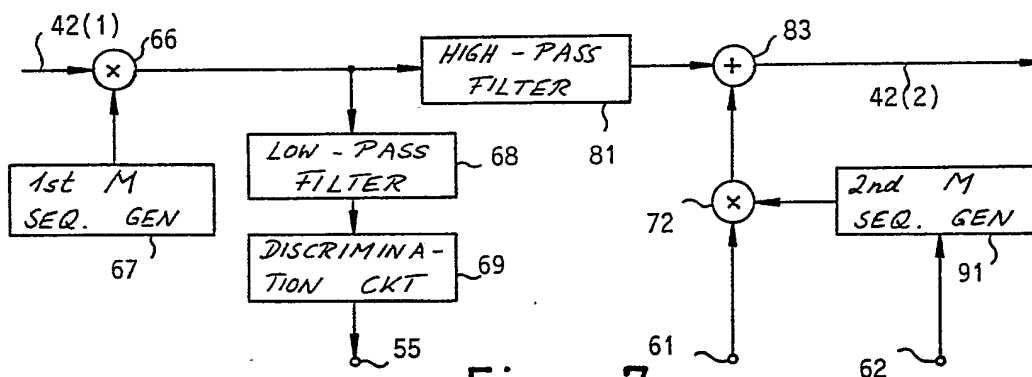 42(1)
66
HIGH - PASS
FILTER
81
83
42(2)
1st M
SEQ. GEN
67
LOW - PASS
FILTER
68
DISCRIMINA-
TION CKT
69
55
72
2nd M
SEQ. GEN
91
61
62